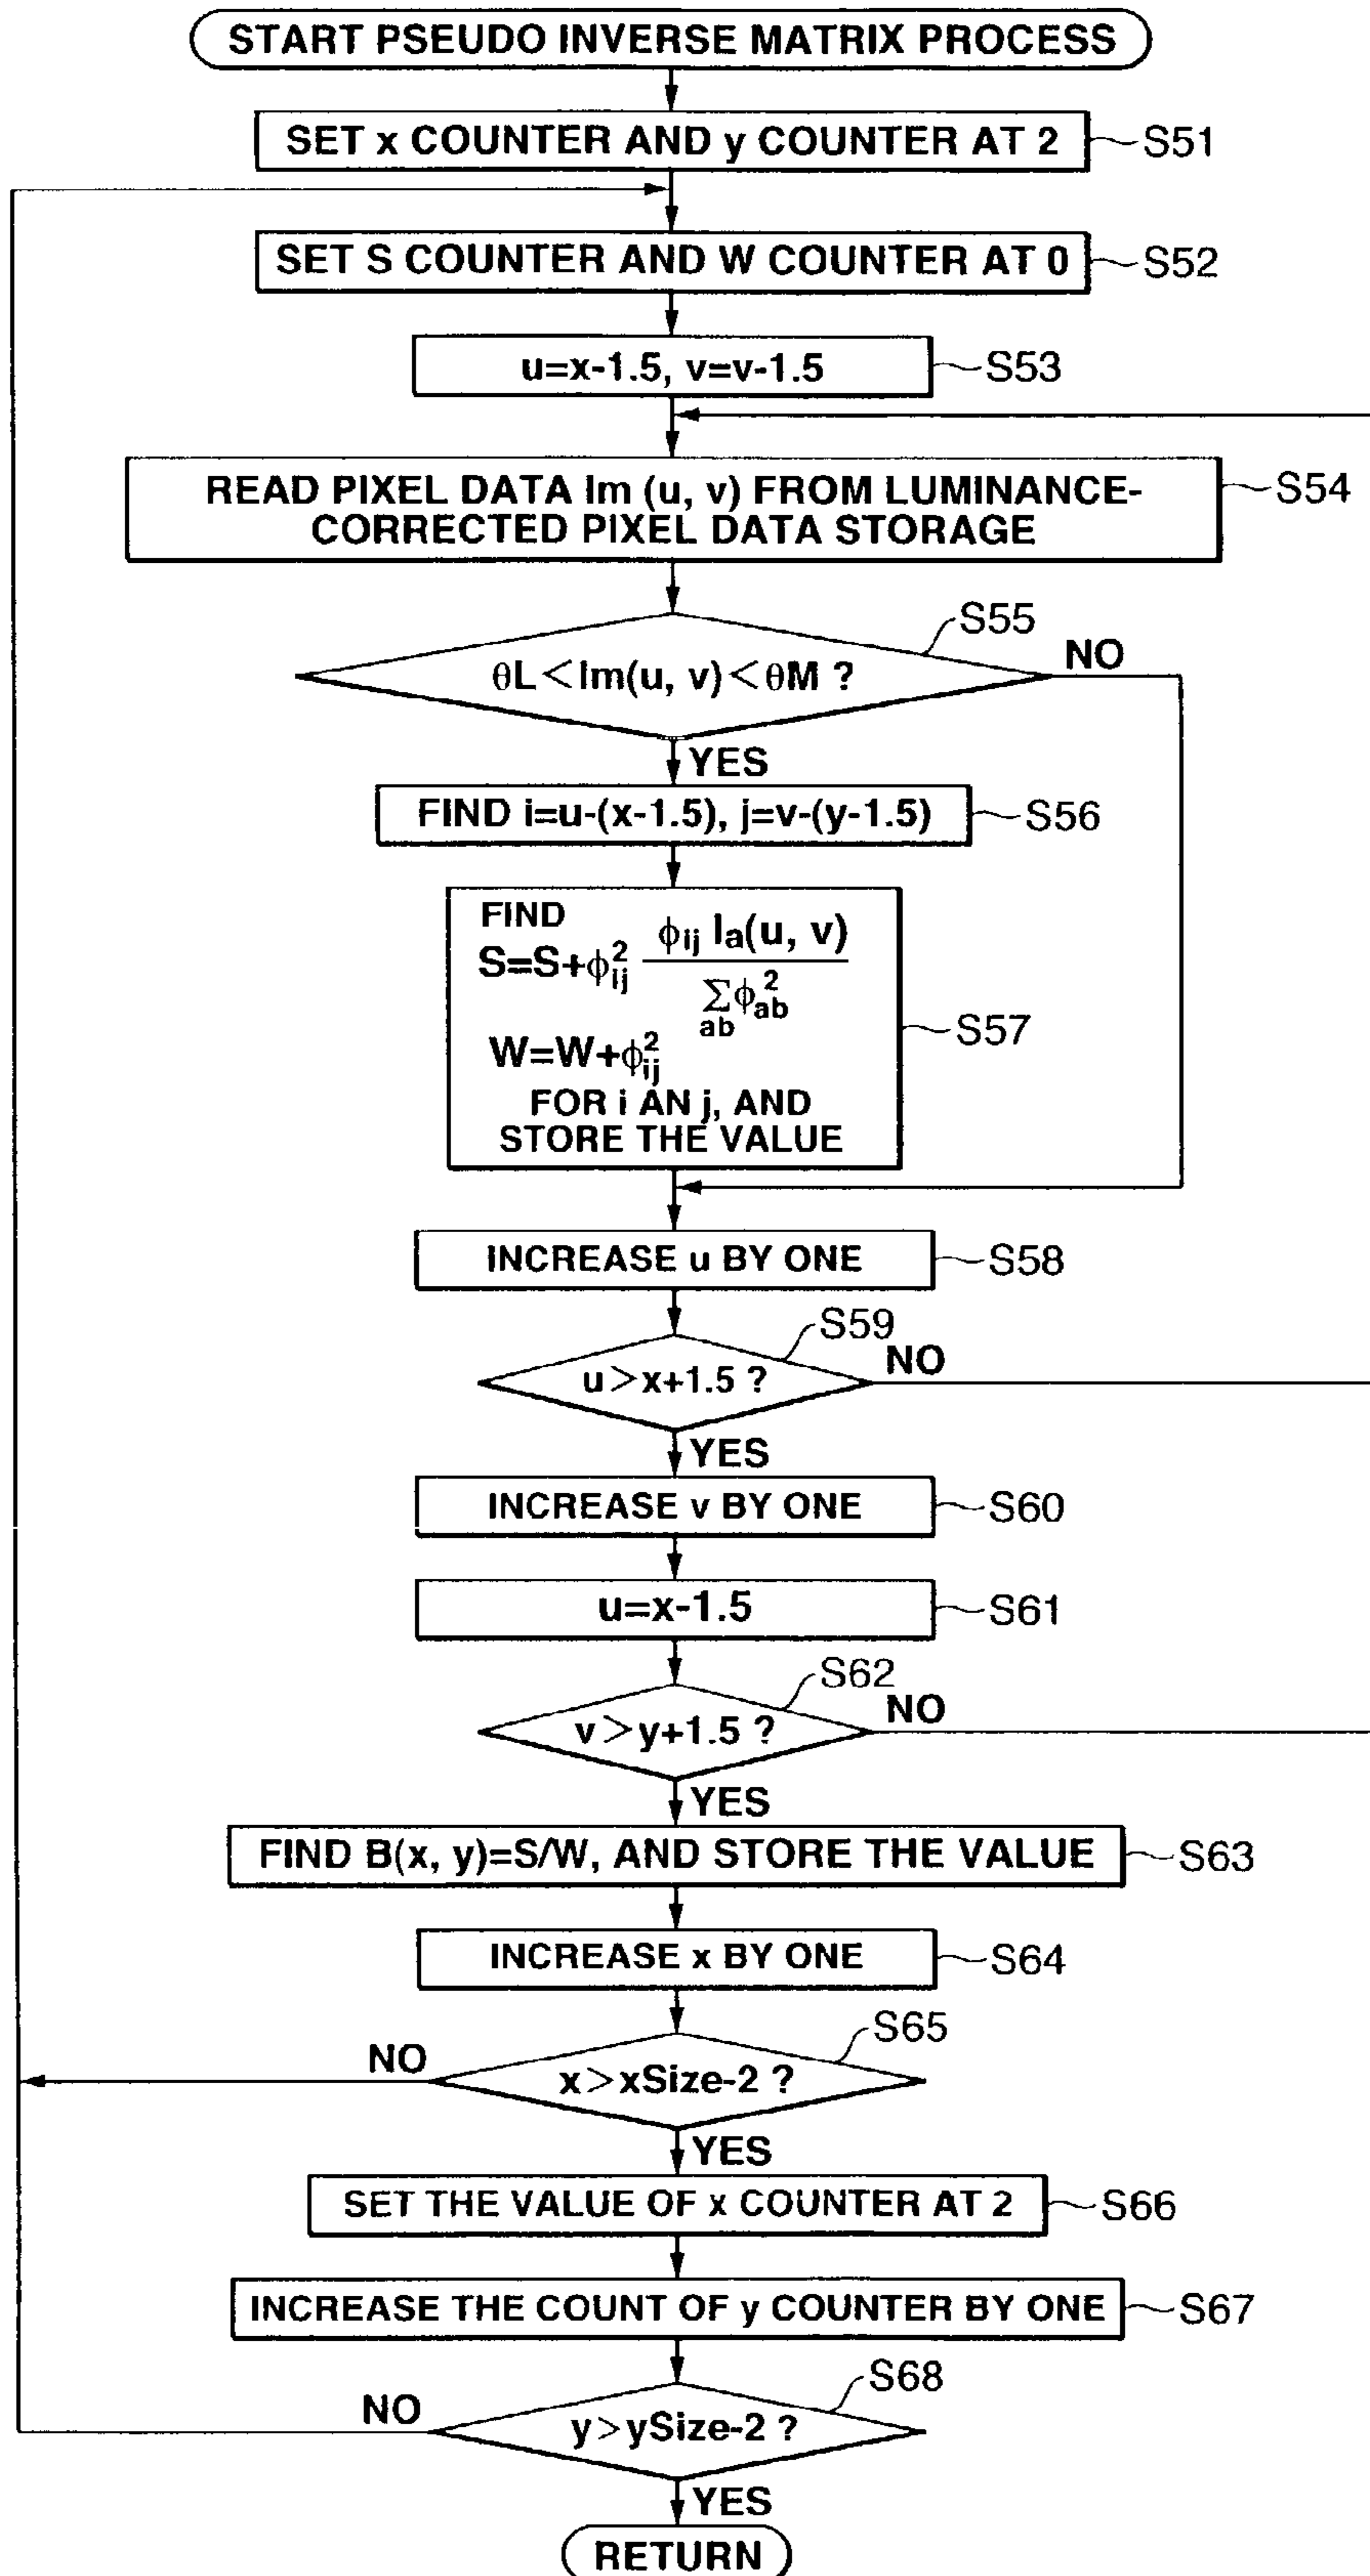 START PSEUDO INVERSE MATRIX PROCESS
SET x COUNTER AND y COUNTER AT 2
S51
SET S COUNTER AND W COUNTER AT 0
S52
u=x-1.5, v=v-1.5
S53
READ PIXEL DATA Im (u, v) FROM LUMINANCE-
CORRECTED PIXEL DATA STORAGE
S54
S55
θL<Im(u, v)<θM ?
NO
YES
FIND i=u-(x-1.5), j=v-(y-1.5)
S56
FIND
S=S+ϕij² ϕij Ia(u, v) / Σab ϕab²
W=W+ϕij²
FOR i AN j, AND
STORE THE VALUE
S57
INCREASE u BY ONE
S58
S59
u>x+1.5 ?
NO
YES
INCREASE v BY ONE
S60
u=x-1.5
S61
S62
v>y+1.5 ?
NO
YES
FIND B(x, y)=S/W, AND STORE THE VALUE
S63
INCREASE x BY ONE
S64
S65
NO
x>xSize-2 ?
YES
SET THE VALUE OF x COUNTER AT 2
S66
INCREASE THE COUNT OF y COUNTER BY ONE
S67
S68
NO
y>ySize-2 ?
YES
RETURN